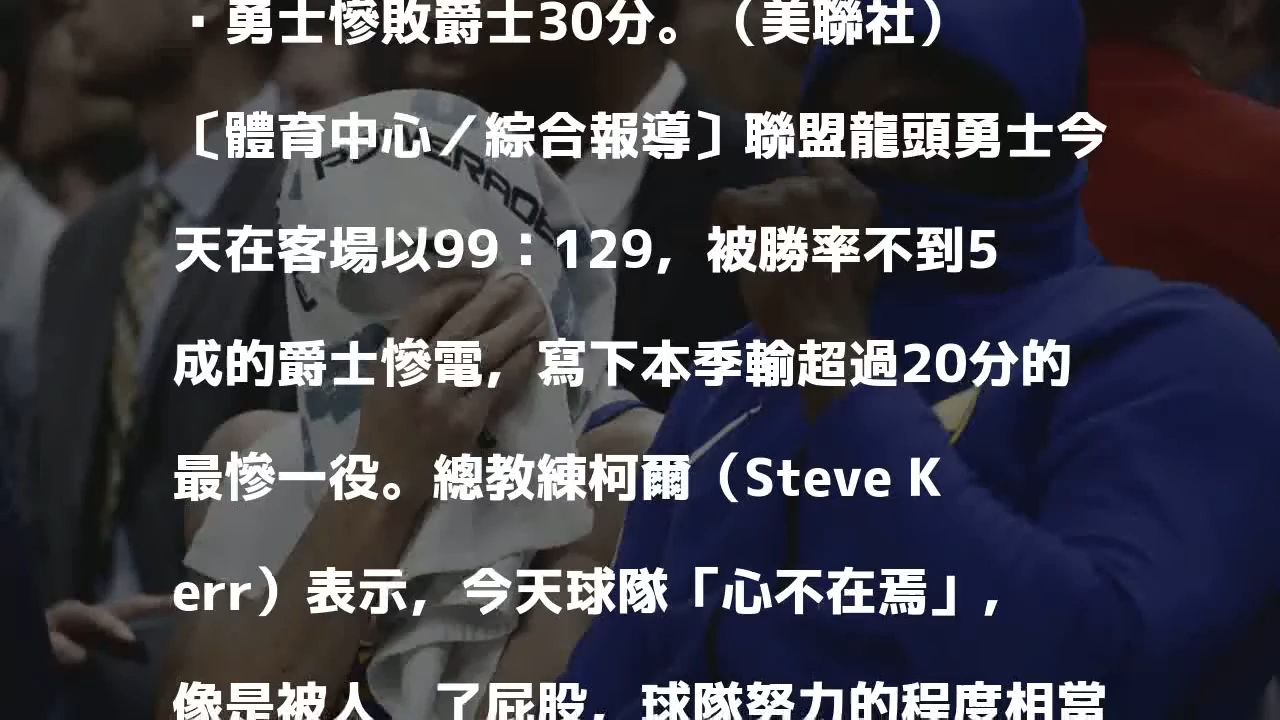 ▪勇士慘敗爵士30分。（美聯社）
〔體育中心／綜合報導〕聯盟龍頭勇士今
天在客場以99：129，被勝率不到5
成的爵士慘電，寫下本季輸超過20分的
最慘一役。總教練柯爾（Steve K
err）表示，今天球隊「心不在焉」，
像是被人 了屁股，球隊努力的程度相當
POWERADE